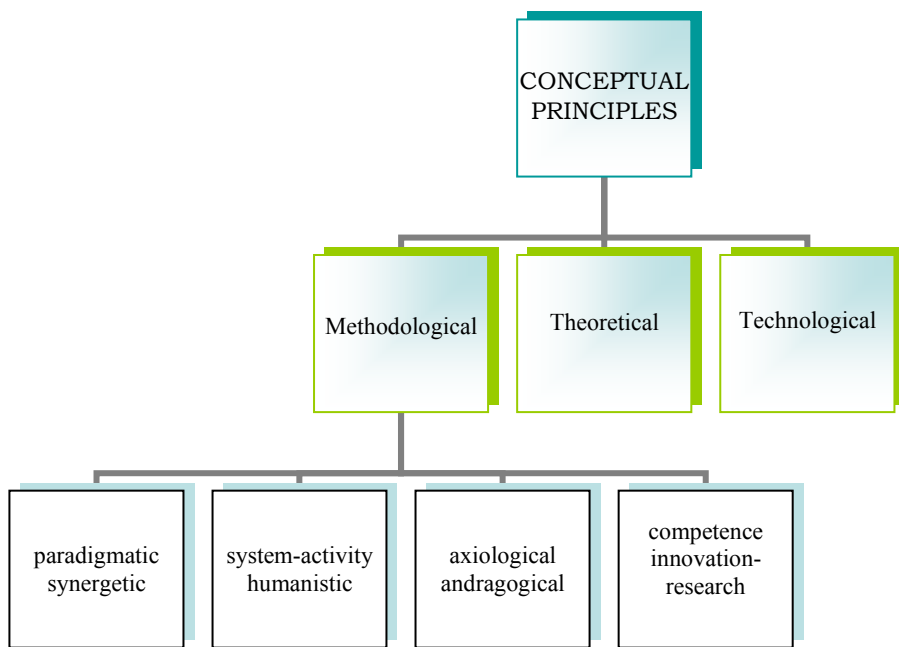 CONCEPTUAL
PRINCIPLES
Methodological
Theoretical
Technological
paradigmatic
synergetic
system-activity
humanistic
axiological
andragogical
competence
innovation-
research